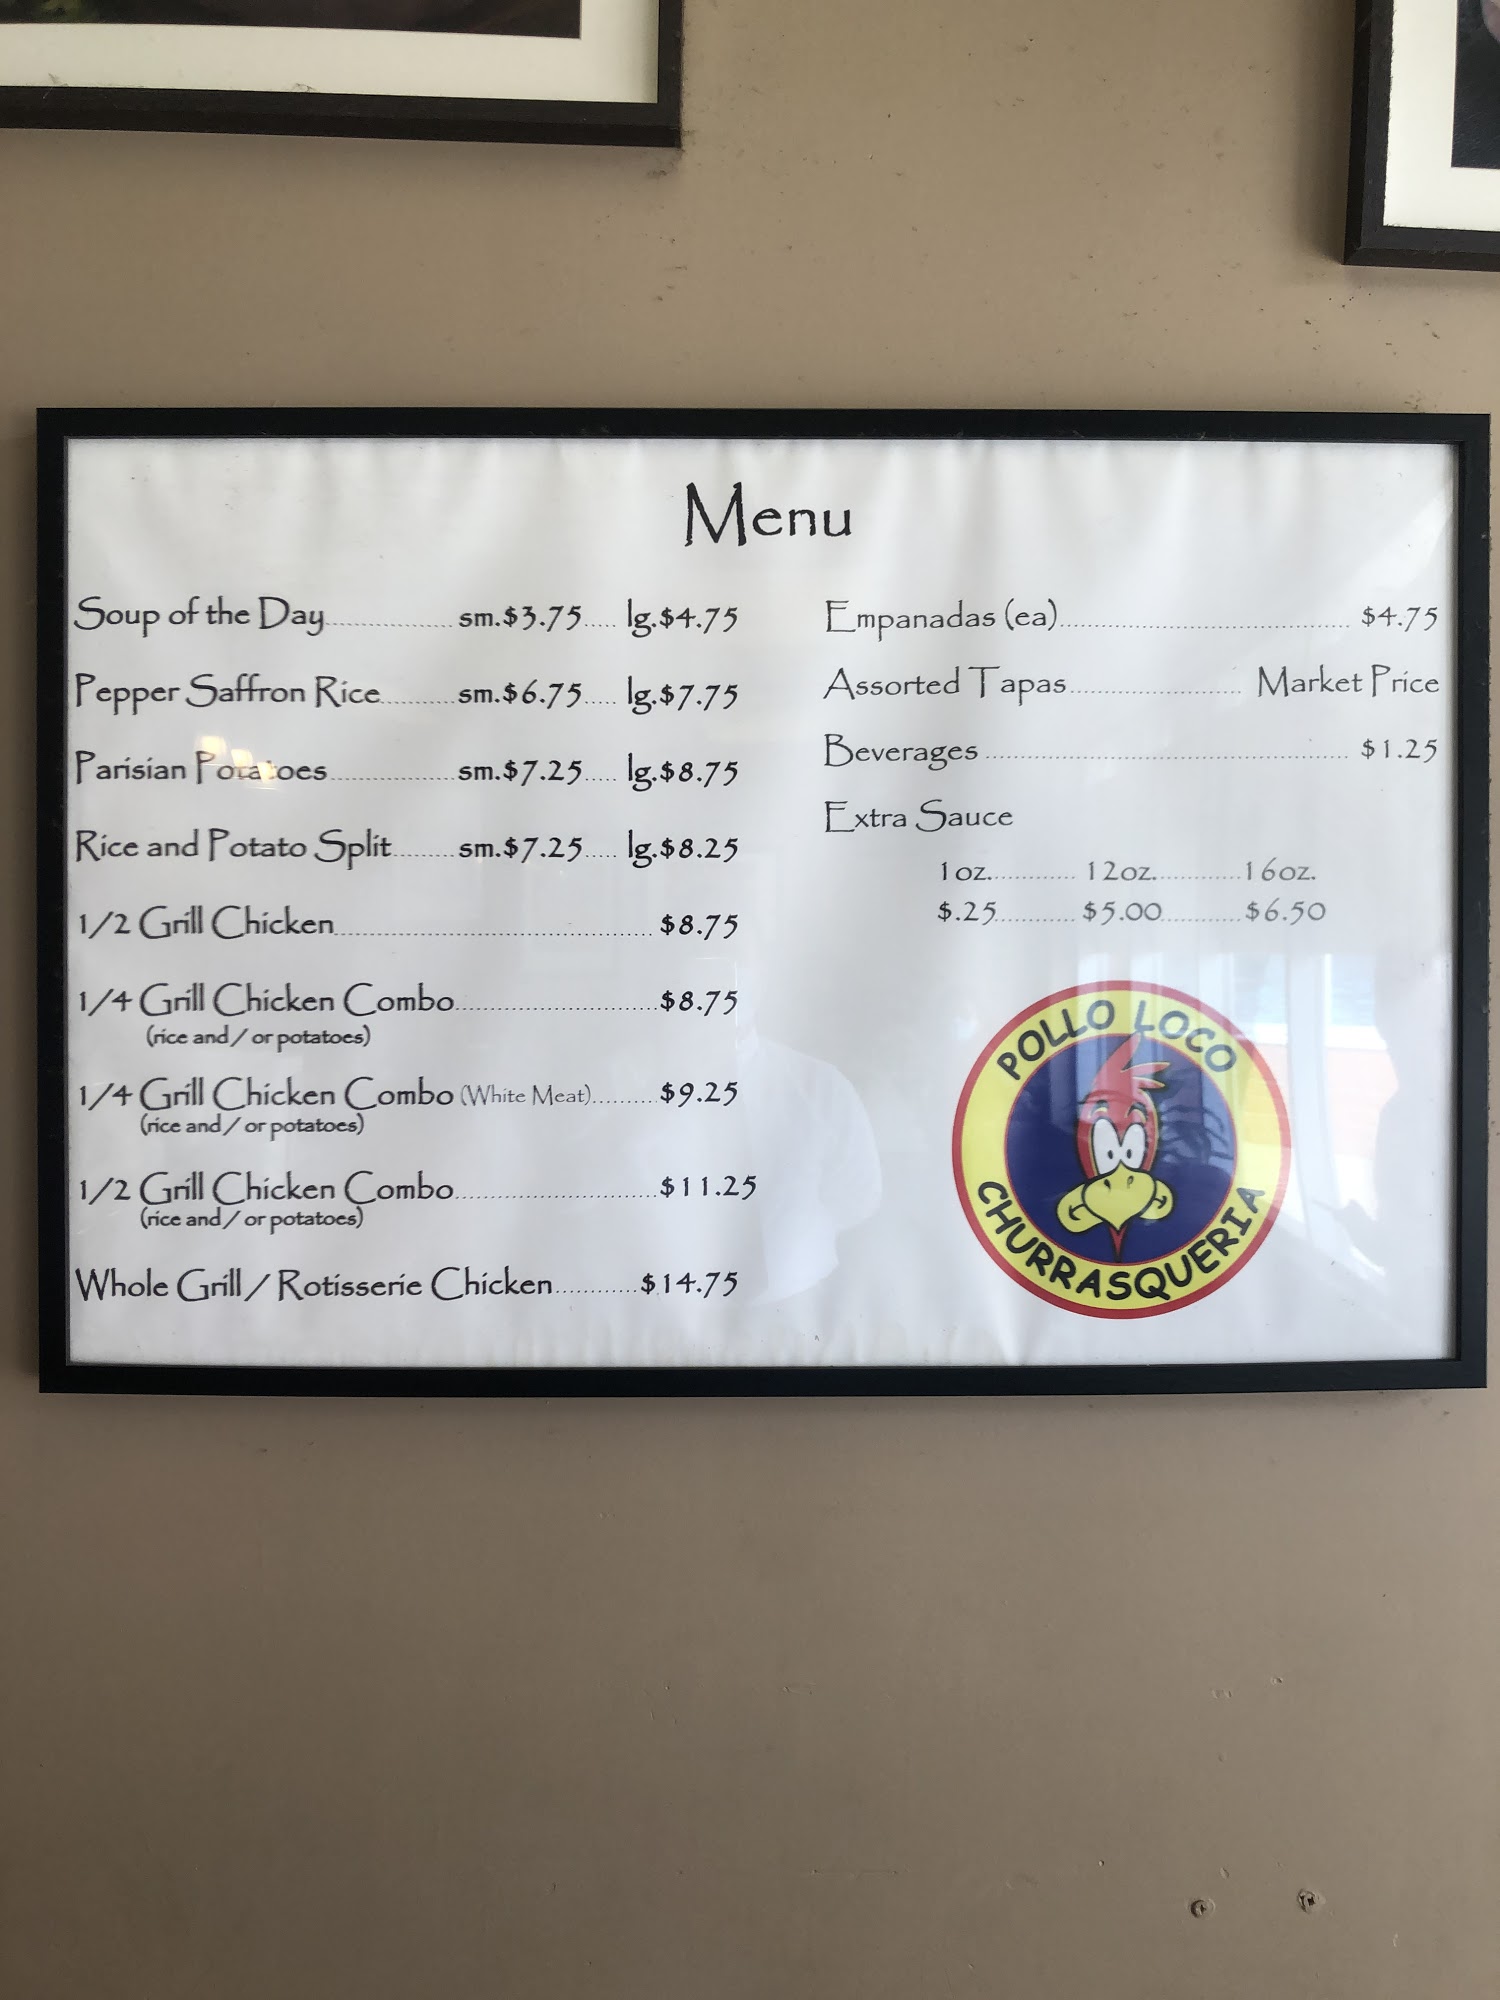 Menu
Soup of the Day sm.$3.75 lg.$4.75
Pepper Saffron Rice sm.$6.75 lg.$7.75
Parisian Potatoes sm.$7.25 lg.$8.75
Rice and Potato Split sm.$7.25 lg.$8.25
1/2 Grill Chicken $8.75
1/4 Grill Chicken Combo $8.75
(rice and/or potatoes)
1/4 Grill Chicken Combo (White Meat) $9.25
(rice and/or potatoes)
1/2 Grill Chicken Combo $11.25
(rice and/or potatoes)
Whole Grill/Rotisserie Chicken $14.75
Empanadas (ea) $4.75
Assorted Tapas Market Price
Beverages $1.25
Extra Sauce
1oz. 12oz. 16oz.
$.25 $5.00 $6.50
POLLO LOCO
CHURRASQUERIA